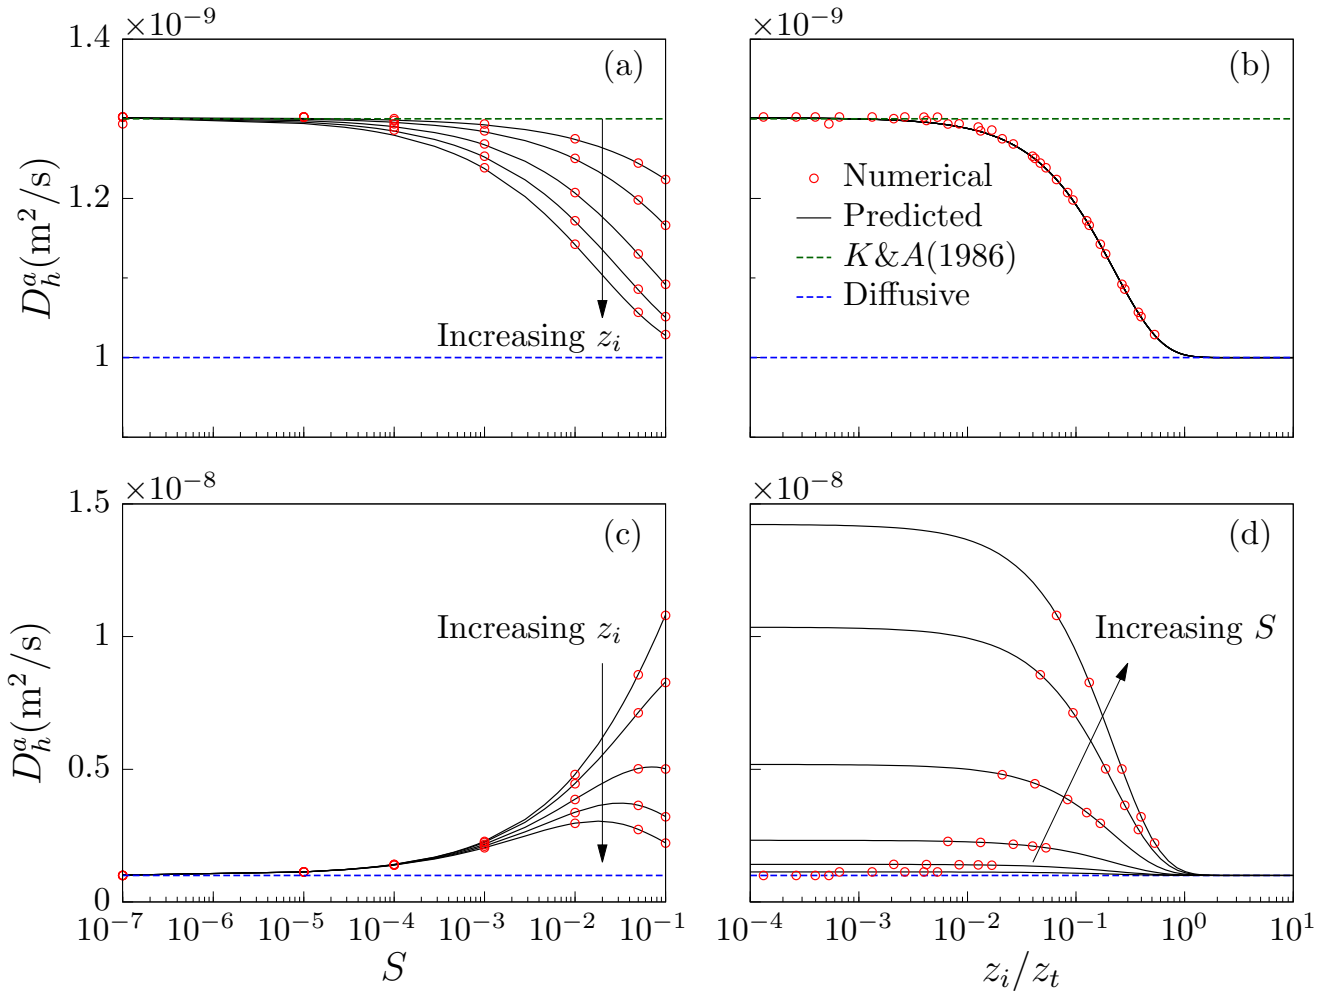 ×10⁻⁹
1.4
1.2
1
D_h^a(m²/s)
(a)
Increasing z_i
×10⁻⁹
(b)
Numerical
Predicted
K&A(1986)
Diffusive
×10⁻⁸
1.5
1
0.5
0
D_h^a(m²/s)
(c)
Increasing z_i
10⁻⁷ 10⁻⁶ 10⁻⁵ 10⁻⁴ 10⁻³ 10⁻² 10⁻¹
S
×10⁻⁸
(d)
Increasing S
10⁻⁴ 10⁻³ 10⁻² 10⁻¹ 10⁰ 10¹
z_i/z_t